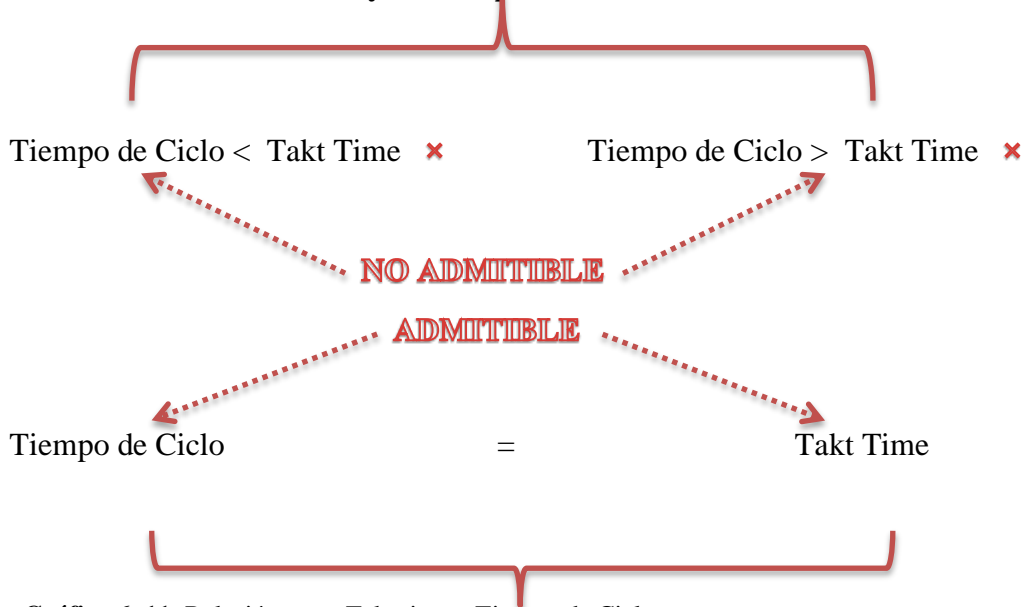 Tiempo de Ciclo < Takt Time × Tiempo de Ciclo > Takt Time ×
NO ADMITIBLE
ADMITIBLE
Tiempo de Ciclo = Takt Time